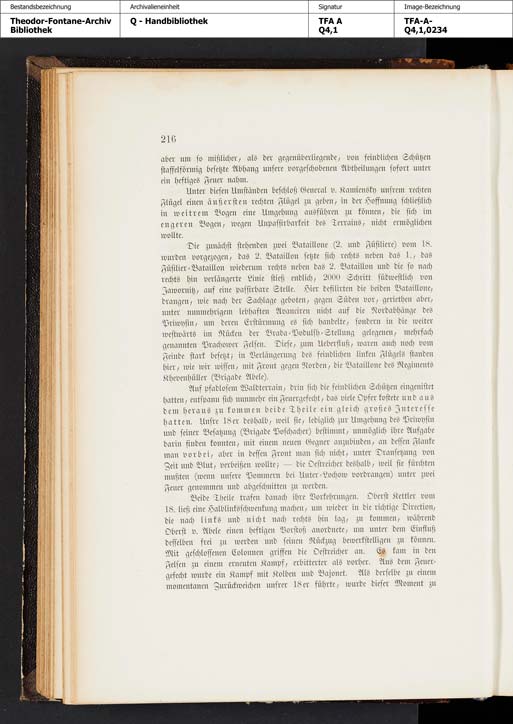 Bestandsbezeichnung Archivalieneinheit Signatur Image-Bezeichnung
Theodor-Fontane-Archiv Q - Handbibliothek TFA A TFA-A-
Bibliothek Q4,1 Q4,1,0234
216
aber um so mißlicher, als der gegenüberliegende, von feindlichen Schützen
staffelförmig besetzte Abhang unsere vorgeschobenen Abtheilungen sofort unter
ein heftiges Feuer nahm.
Unter diesen Umständen beschloß General v. Kamiensky unsrem rechten
Flügel einen äußersten rechten Flügel zu geben, in der Hoffnung schließlich
in weitrem Bogen eine Umgehung ausführen zu können, die sich im
engeren Bogen, wegen Unpassirbarkeit des Terrains, nicht ermöglichen
wollte.
Die zunächst stehenden zwei Bataillone (2. und Füsiliere) vom 18.
wurden vorgezogen, das 2. Bataillon setzte sich rechts neben das 1., das
Füsilier-Bataillon wiederum rechts neben das 2. Bataillon und die so nach
rechts hin verlängerte Linie stieß endlich, 2000 Schritt südwestlich von
Jawornitz, auf eine passirbare Stelle. Hier defilirten die beiden Bataillone,
drangen, wie nach der Sachlage geboten, gegen Süden vor, geriethen aber,
unter nunmehrigem lebhaften Avanciren nicht auf die Nordabhänge des
Priwysin, um deren Erstürmung es sich handelte, sondern in die weiter
westwärts im Rücken der Brada-Podulsh-Stellung gelegenen, mehrfach
genannten Prachower Felsen. Diese, zum Ueberfluß, waren auch noch vom
Feinde stark besetzt; in Verlängerung des feindlichen linken Flügels standen
hier, wie wir wissen, mit Front gegen Norden, die Bataillone des Regiments
Khevenhüller (Brigade Abele).
Auf pfadlosem Waldterrain, drin sich die feindlichen Schützen eingenistet
hatten, entspann sich nunmehr ein Feuergefecht, das viele Opfer kostete und aus
dem heraus zu kommen beide Theile ein gleich großes Interesse
hatten. Unsre 18er deshalb, weil sie, lediglich zur Umgehung des Priwysin
und seiner Besatzung (Brigade Poschacher) bestimmt, unmöglich ihre Aufgabe
darin finden konnten, mit einem neuen Gegner anzubinden, an dessen Flanke
man vorbei, aber in dessen Front man sich nicht, unter Dransetzung von
Zeit und Blut, verbeißen wollte; — die Oestreicher deshalb, weil sie fürchten
mußten (wenn unsere Pommern bei Unter-Lochow vordrangen) unter zwei
Feuer genommen und abgeschnitten zu werden.
Beide Theile trafen danach ihre Vorkehrungen. Oberst Kettler vom
18. ließ eine Halblinksschwenkung machen, um wieder in die richtige Direction,
die nach links und nicht nach rechts hin lag, zu kommen, während
Oberst v. Abele einen heftigen Vorstoß anordnete, um unter dem Einfluß
desselben frei zu werden und seinen Rückzug bewerkstelligen zu können.
Mit geschlossenen Colonnen griffen die Oestreicher an. Es kam in den
Felsen zu einem erneuten Kampf, erbitterter als vorher. Aus dem Feuer-
gefecht wurde ein Kampf mit Kolben und Bajonet. Als derselbe zu einem
momentanen Zurückweichen unsrer 18er führte, wurde dieser Moment zu